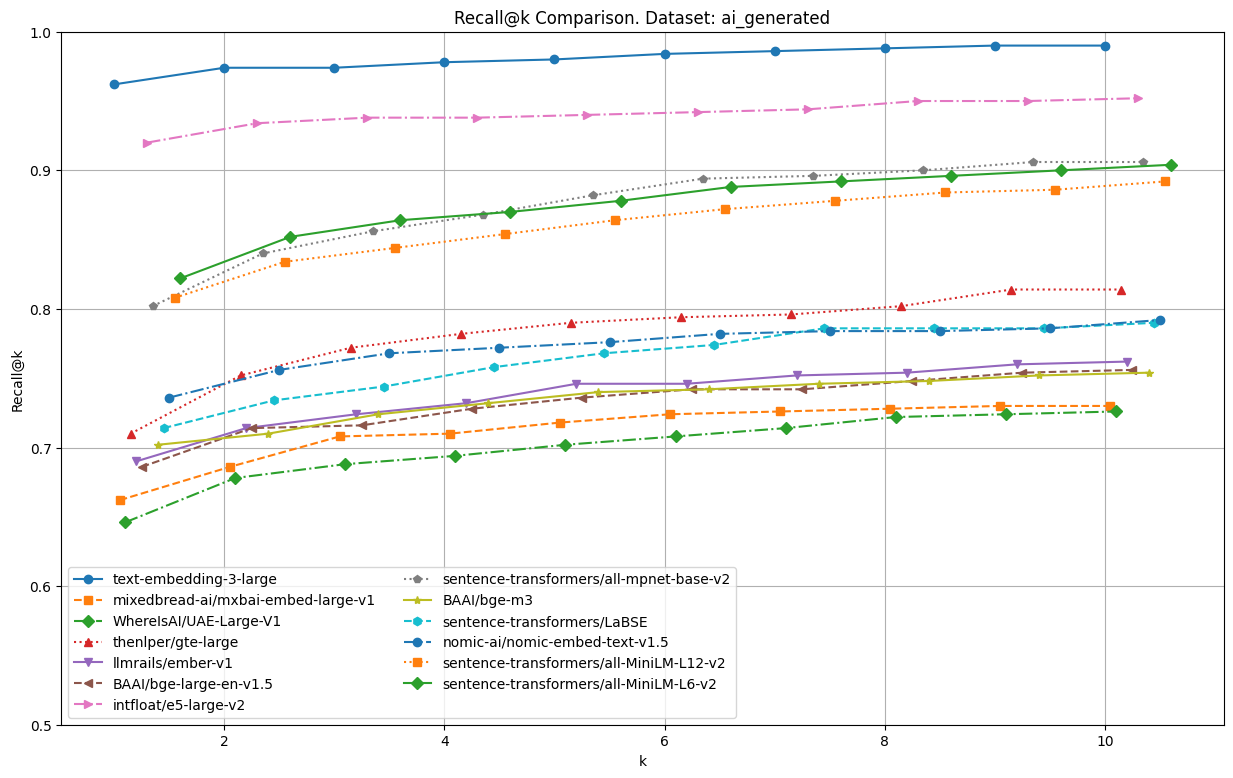 Recall@k Comparison. Dataset: ai_generated
1.0
0.9
0.8
0.7
0.6
0.5
Recall@k
2
4
6
8
10
k
text-embedding-3-large
mixedbread-ai/mxbai-embed-large-v1
WhereIsAI/UAE-Large-V1
thenlper/gte-large
llmrails/ember-v1
BAAI/bge-large-en-v1.5
intfloat/e5-large-v2
sentence-transformers/all-mpnet-base-v2
BAAI/bge-m3
sentence-transformers/LaBSE
nomic-ai/nomic-embed-text-v1.5
sentence-transformers/all-MiniLM-L12-v2
sentence-transformers/all-MiniLM-L6-v2